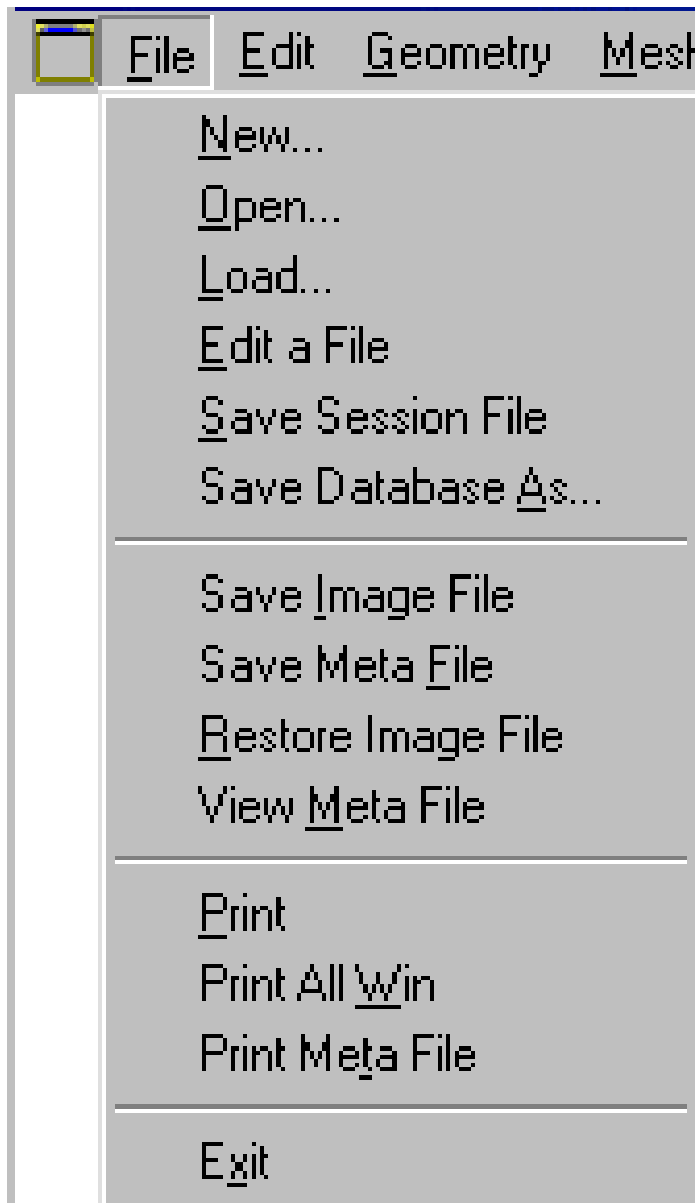 File Edit Geometry Mesh
New...
Open...
Load...
Edit a File
Save Session File
Save Database As...
Save Image File
Save Meta File
Restore Image File
View Meta File
Print
Print All Win
Print Meta File
Exit